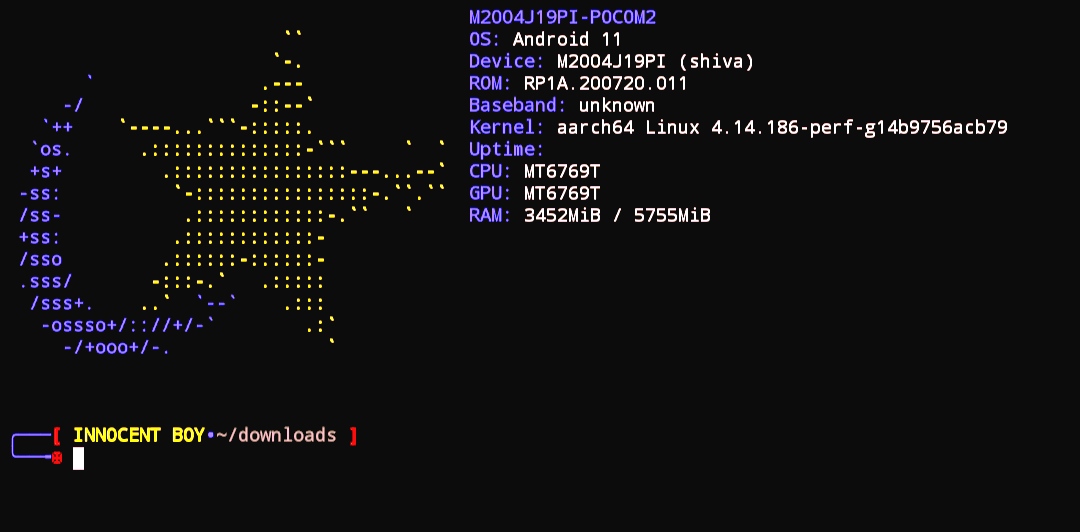 M2004J19PI-POCOM2
OS: Android 11
Device: M2004J19PI (shiva)
ROM: RP1A.200720.011
Baseband: unknown
Kernel: aarch64 Linux 4.14.186-perf-g14b9756acb79
Uptime:
CPU: MT6769T
GPU: MT6769T
RAM: 3452MiB / 5755MiB
[ INNOCENT BOY•~/downloads ]